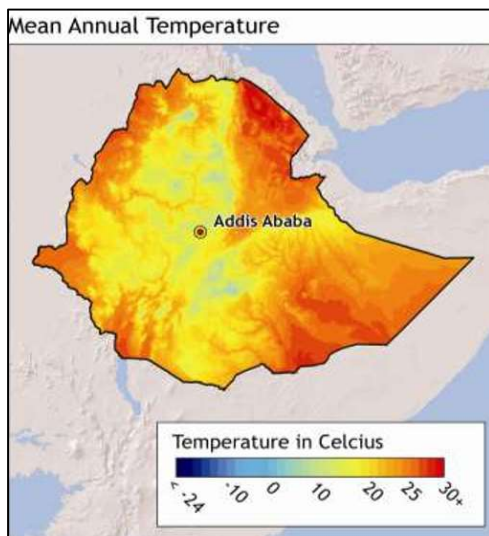 Mean Annual Temperature
Addis Ababa
Temperature in Celcius
< -24 -10 0 10 20 25 30+